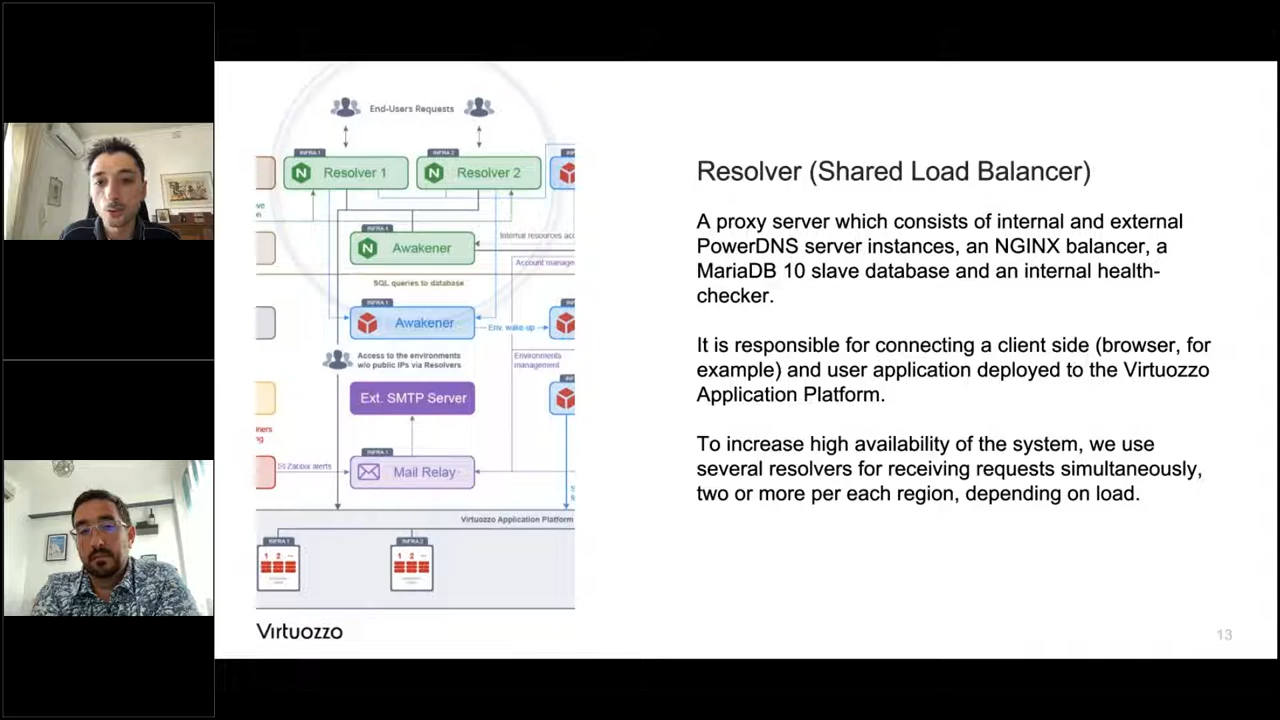 End-Users Requests
INFRA 1
INFRA 2
Resolver 1
Resolver 2
INFRA 1
Awakener
Internal resources acc
Account manage
SQL queries to database
INFRA 1
Awakener
Env. wake-up
Access to the environments
w/o public IPs via Resolvers
Environments
management
Ext. SMTP Server
INFRA 1
Zabbix alerts
Mail Relay
Virtuozzo Application Platform
INFRA 1
INFRA 2
1 2
1 2
Virtuozzo
Resolver (Shared Load Balancer)
A proxy server which consists of internal and external
PowerDNS server instances, an NGINX balancer, a
MariaDB 10 slave database and an internal health-
checker.
It is responsible for connecting a client side (browser, for
example) and user application deployed to the Virtuozzo
Application Platform.
To increase high availability of the system, we use
several resolvers for receiving requests simultaneously,
two or more per each region, depending on load.
13